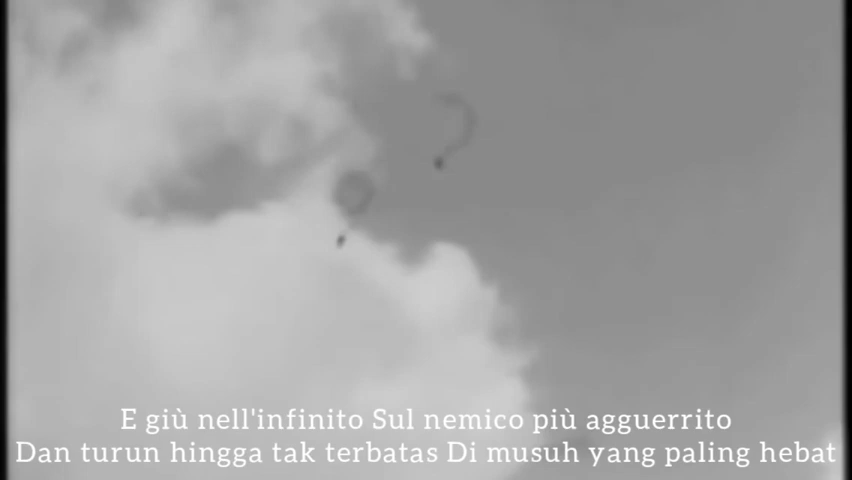 E giù nell'infinito Sul nemico più agguerrito
Dan turun hingga tak terbatas Di musuh yang paling hebat